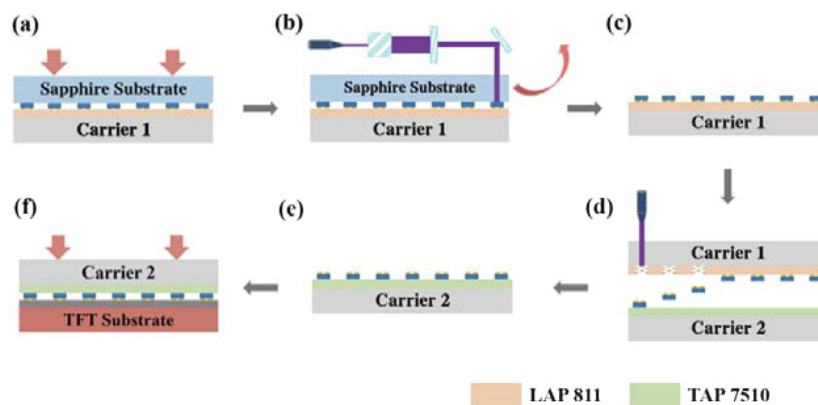 (a)
Sapphire Substrate
Carrier 1
(b)
Sapphire Substrate
Carrier 1
(c)
Carrier 1
(f)
Carrier 2
TFT Substrate
(e)
Carrier 2
(d)
Carrier 1
Carrier 2
LAP 811
TAP 7510